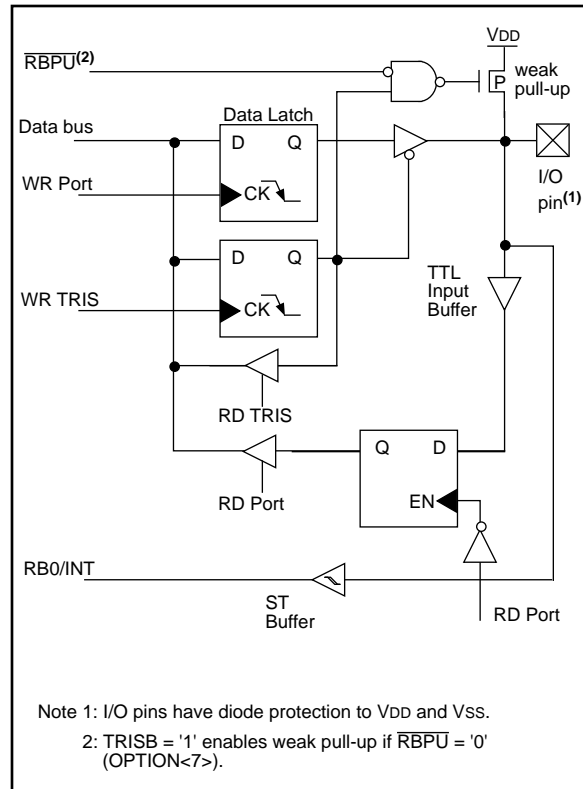 VDD
RBPU(2)
weak
pull-up
P
Data Latch
Data bus
D Q
I/O
pin(1)
WR Port
CK
D Q
TTL
Input
Buffer
WR TRIS
CK
RD TRIS
Q D
EN
RD Port
RB0/INT
ST
Buffer
RD Port
Note 1: I/O pins have diode protection to VDD and VSS.
2: TRISB = '1' enables weak pull-up if RBPU = '0'
(OPTION<7>).